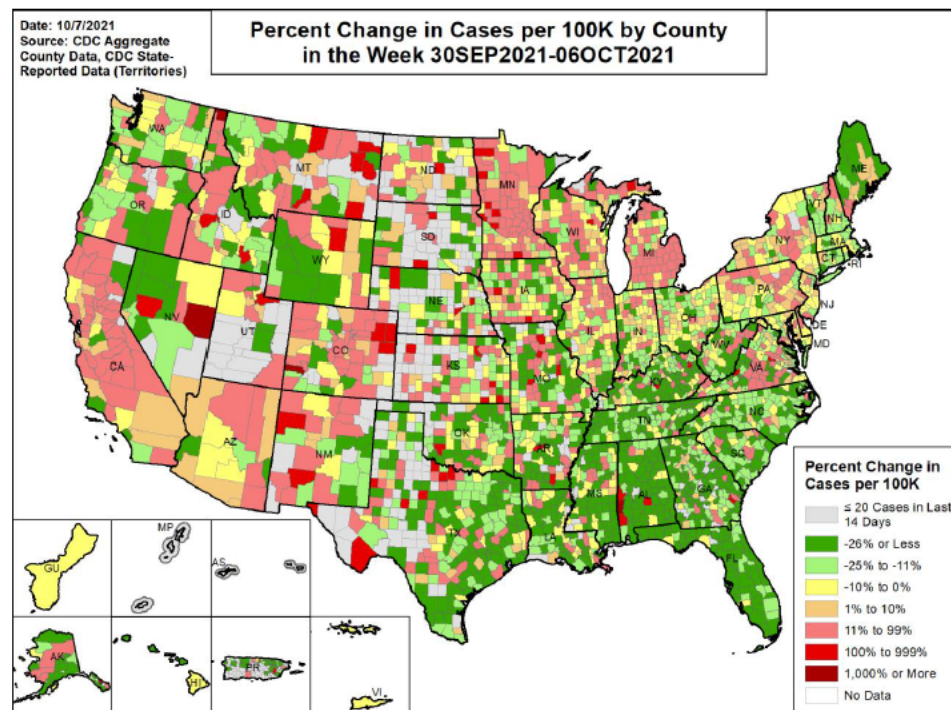 Date: 10/7/2021
Source: CDC Aggregate
County Data, CDC State-
Reported Data (Territories)
Percent Change in Cases per 100K by County
in the Week 30SEP2021-06OCT2021
WA
MT
ND
MN
ME
OR
ID
WY
SD
WI
MI
NY
VT
NH
MA
CT
RI
NV
UT
CO
NE
IA
IL
IN
OH
PA
NJ
DE
MD
CA
KS
MO
KY
WV
VA
AZ
NM
OK
AR
TN
NC
SC
TX
LA
MS
AL
GA
FL
GU
MP
AS
AK
HI
PR
VI
Percent Change in
Cases per 100K
≤ 20 Cases in Last
14 Days
-26% or Less
-25% to -11%
-10% to 0%
1% to 10%
11% to 99%
100% to 999%
1,000% or More
No Data